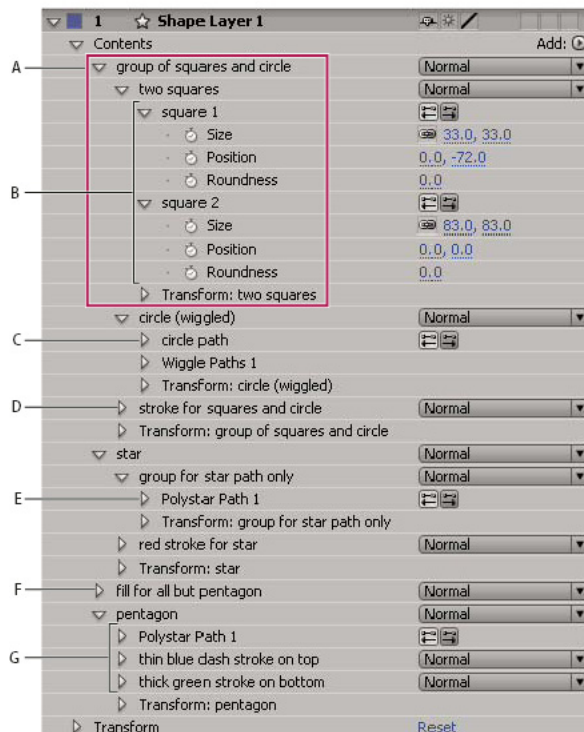 1 Shape Layer 1
Contents Add:
A group of squares and circle Normal
two squares Normal
square 1
Size 33.0, 33.0
Position 0.0, -72.0
Roundness 0.0
B square 2
Size 83.0, 83.0
Position 0.0, 0.0
Roundness 0.0
Transform: two squares
circle (wiggled) Normal
C circle path
Wiggle Paths 1
Transform: circle (wiggled)
D stroke for squares and circle Normal
Transform: group of squares and circle
star Normal
group for star path only Normal
E Polystar Path 1
Transform: group for star path only
red stroke for star Normal
Transform: star
F fill for all but pentagon Normal
pentagon Normal
Polystar Path 1
G thin blue dash stroke on top Normal
thick green stroke on bottom Normal
Transform: pentagon
Transform Reset